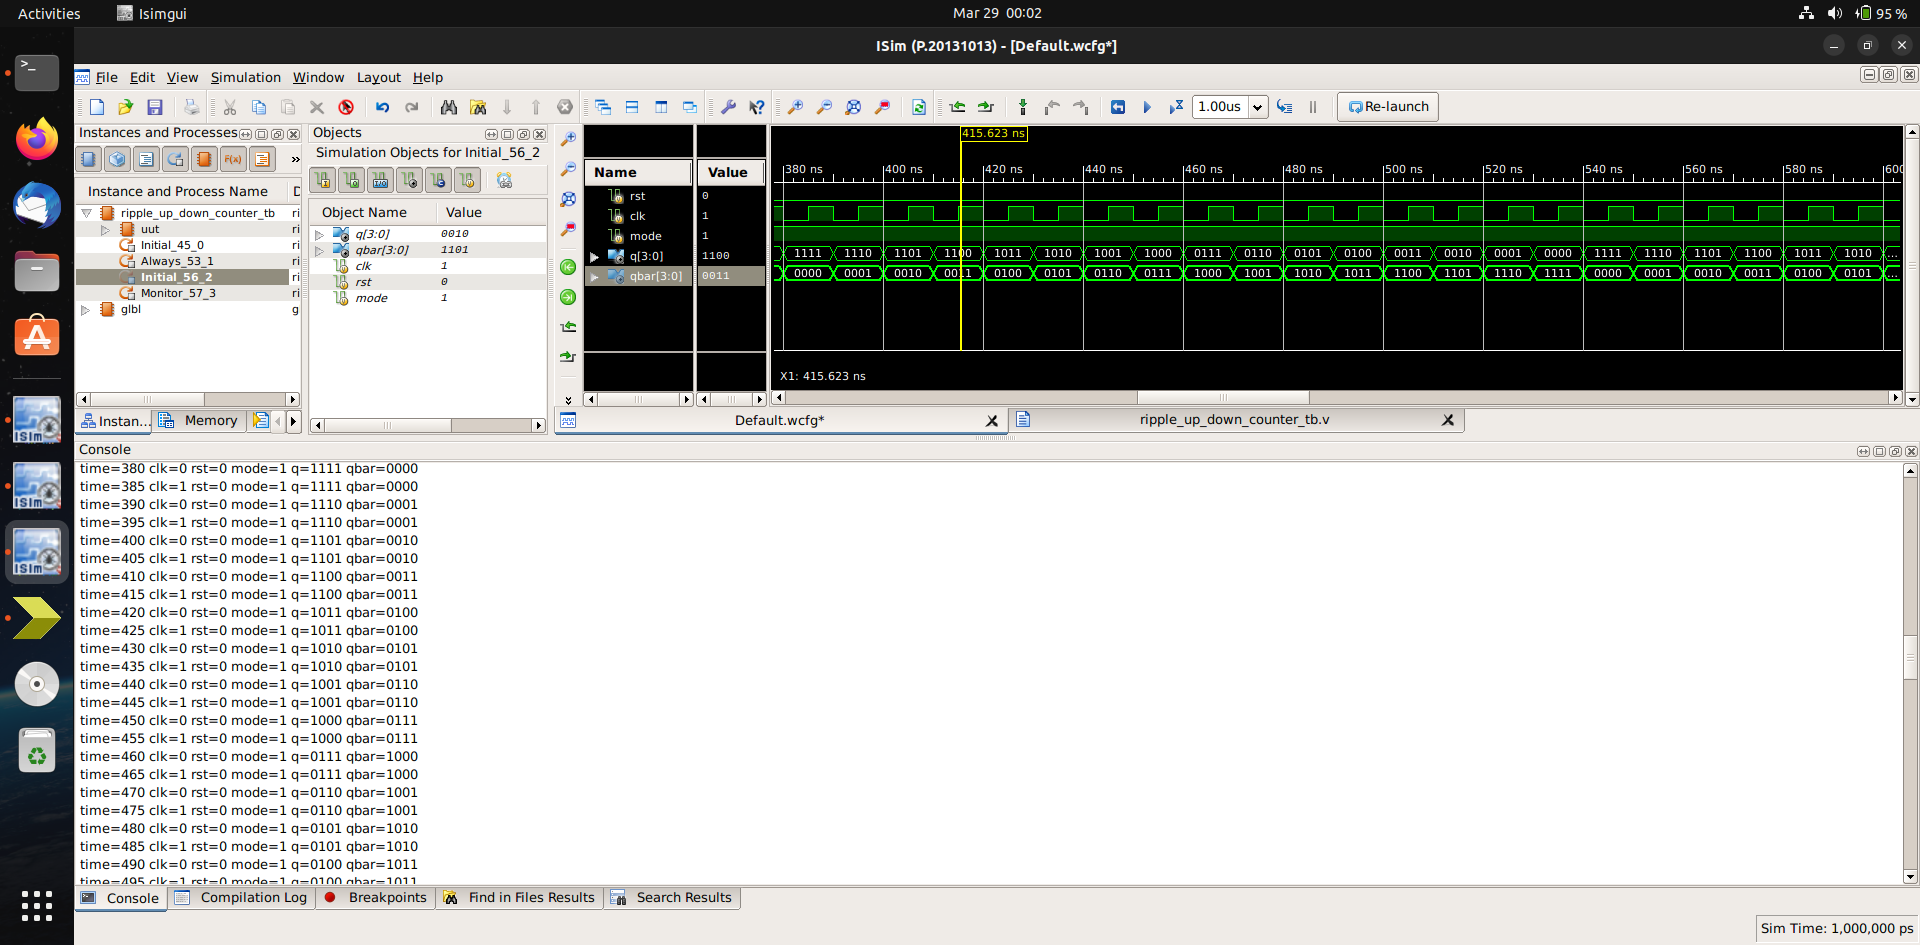 Activities
Isimgui
Mar 29 00:02
95 %
ISim (P.20131013) - [Default.wcfg*]
File Edit View Simulation Window Layout Help
1.00us
Re-launch
Instances and Processes
Instance and Process Name D
ripple_up_down_counter_tb ri
uut ri
Initial_45_0 ri
Always_53_1 ri
Initial_56_2 ri
Monitor_57_3 ri
glbl g
Instan...
Memory
Objects
Simulation Objects for Initial_56_2
Object Name Value
q[3:0] 0010
qbar[3:0] 1101
clk 1
rst 0
mode 1
Name Value
rst 0
clk 1
mode 1
q[3:0] 1100
qbar[3:0] 0011
415.623 ns
380 ns 400 ns 420 ns 440 ns 460 ns 480 ns 500 ns 520 ns 540 ns 560 ns 580 ns 600
1111 1110 1101 1100 1011 1010 1001 1000 0111 0110 0101 0100 0011 0010 0001 0000 1111 1110 1101 1100 1011 1010 ...
0000 0001 0010 0011 0100 0101 0110 0111 1000 1001 1010 1011 1100 1101 1110 1111 0000 0001 0010 0011 0100 0101 ...
X1: 415.623 ns
Default.wcfg*
ripple_up_down_counter_tb.v
Console
time=380 clk=0 rst=0 mode=1 q=1111 qbar=0000
time=385 clk=1 rst=0 mode=1 q=1111 qbar=0000
time=390 clk=0 rst=0 mode=1 q=1110 qbar=0001
time=395 clk=1 rst=0 mode=1 q=1110 qbar=0001
time=400 clk=0 rst=0 mode=1 q=1101 qbar=0010
time=405 clk=1 rst=0 mode=1 q=1101 qbar=0010
time=410 clk=0 rst=0 mode=1 q=1100 qbar=0011
time=415 clk=1 rst=0 mode=1 q=1100 qbar=0011
time=420 clk=0 rst=0 mode=1 q=1011 qbar=0100
time=425 clk=1 rst=0 mode=1 q=1011 qbar=0100
time=430 clk=0 rst=0 mode=1 q=1010 qbar=0101
time=435 clk=1 rst=0 mode=1 q=1010 qbar=0101
time=440 clk=0 rst=0 mode=1 q=1001 qbar=0110
time=445 clk=1 rst=0 mode=1 q=1001 qbar=0110
time=450 clk=0 rst=0 mode=1 q=1000 qbar=0111
time=455 clk=1 rst=0 mode=1 q=1000 qbar=0111
time=460 clk=0 rst=0 mode=1 q=0111 qbar=1000
time=465 clk=1 rst=0 mode=1 q=0111 qbar=1000
time=470 clk=0 rst=0 mode=1 q=0110 qbar=1001
time=475 clk=1 rst=0 mode=1 q=0110 qbar=1001
time=480 clk=0 rst=0 mode=1 q=0101 qbar=1010
time=485 clk=1 rst=0 mode=1 q=0101 qbar=1010
time=490 clk=0 rst=0 mode=1 q=0100 qbar=1011
time=495 clk=1 rst=0 mode=1 q=0100 qbar=1011
Console
Compilation Log
Breakpoints
Find in Files Results
Search Results
Sim Time: 1,000,000 ps
ISim
ISim
ISim